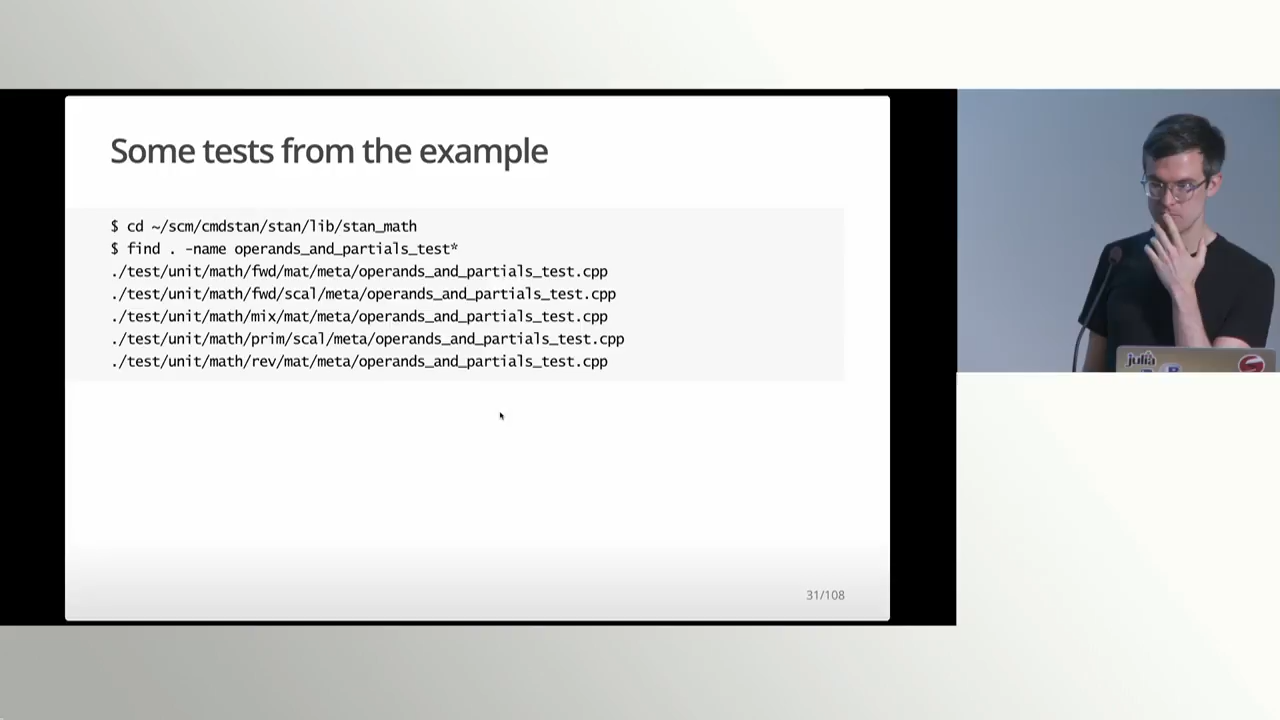 Some tests from the example
$ cd ~/scm/cmdstan/stan/lib/stan_math
$ find . -name operands_and_partials_test*
./test/unit/math/fwd/mat/meta/operands_and_partials_test.cpp
./test/unit/math/fwd/scal/meta/operands_and_partials_test.cpp
./test/unit/math/mix/mat/meta/operands_and_partials_test.cpp
./test/unit/math/prim/scal/meta/operands_and_partials_test.cpp
./test/unit/math/rev/mat/meta/operands_and_partials_test.cpp
31/108
julia